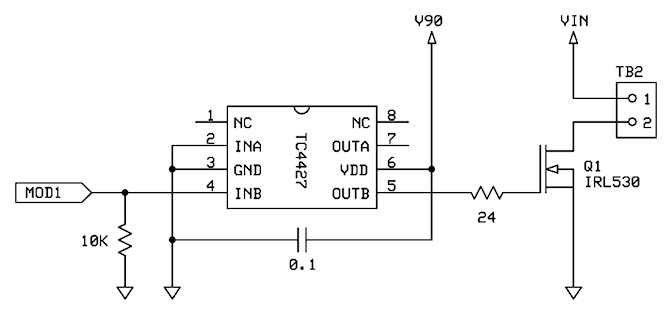 V90
VIN
TB2
1
NC
NC
8
1
2
INA
OUTA
7
2
3
GND
VDD
6
TC4427
Q1
IRL530
MOD1
4
INB
OUTB
5
24
10K
0.1